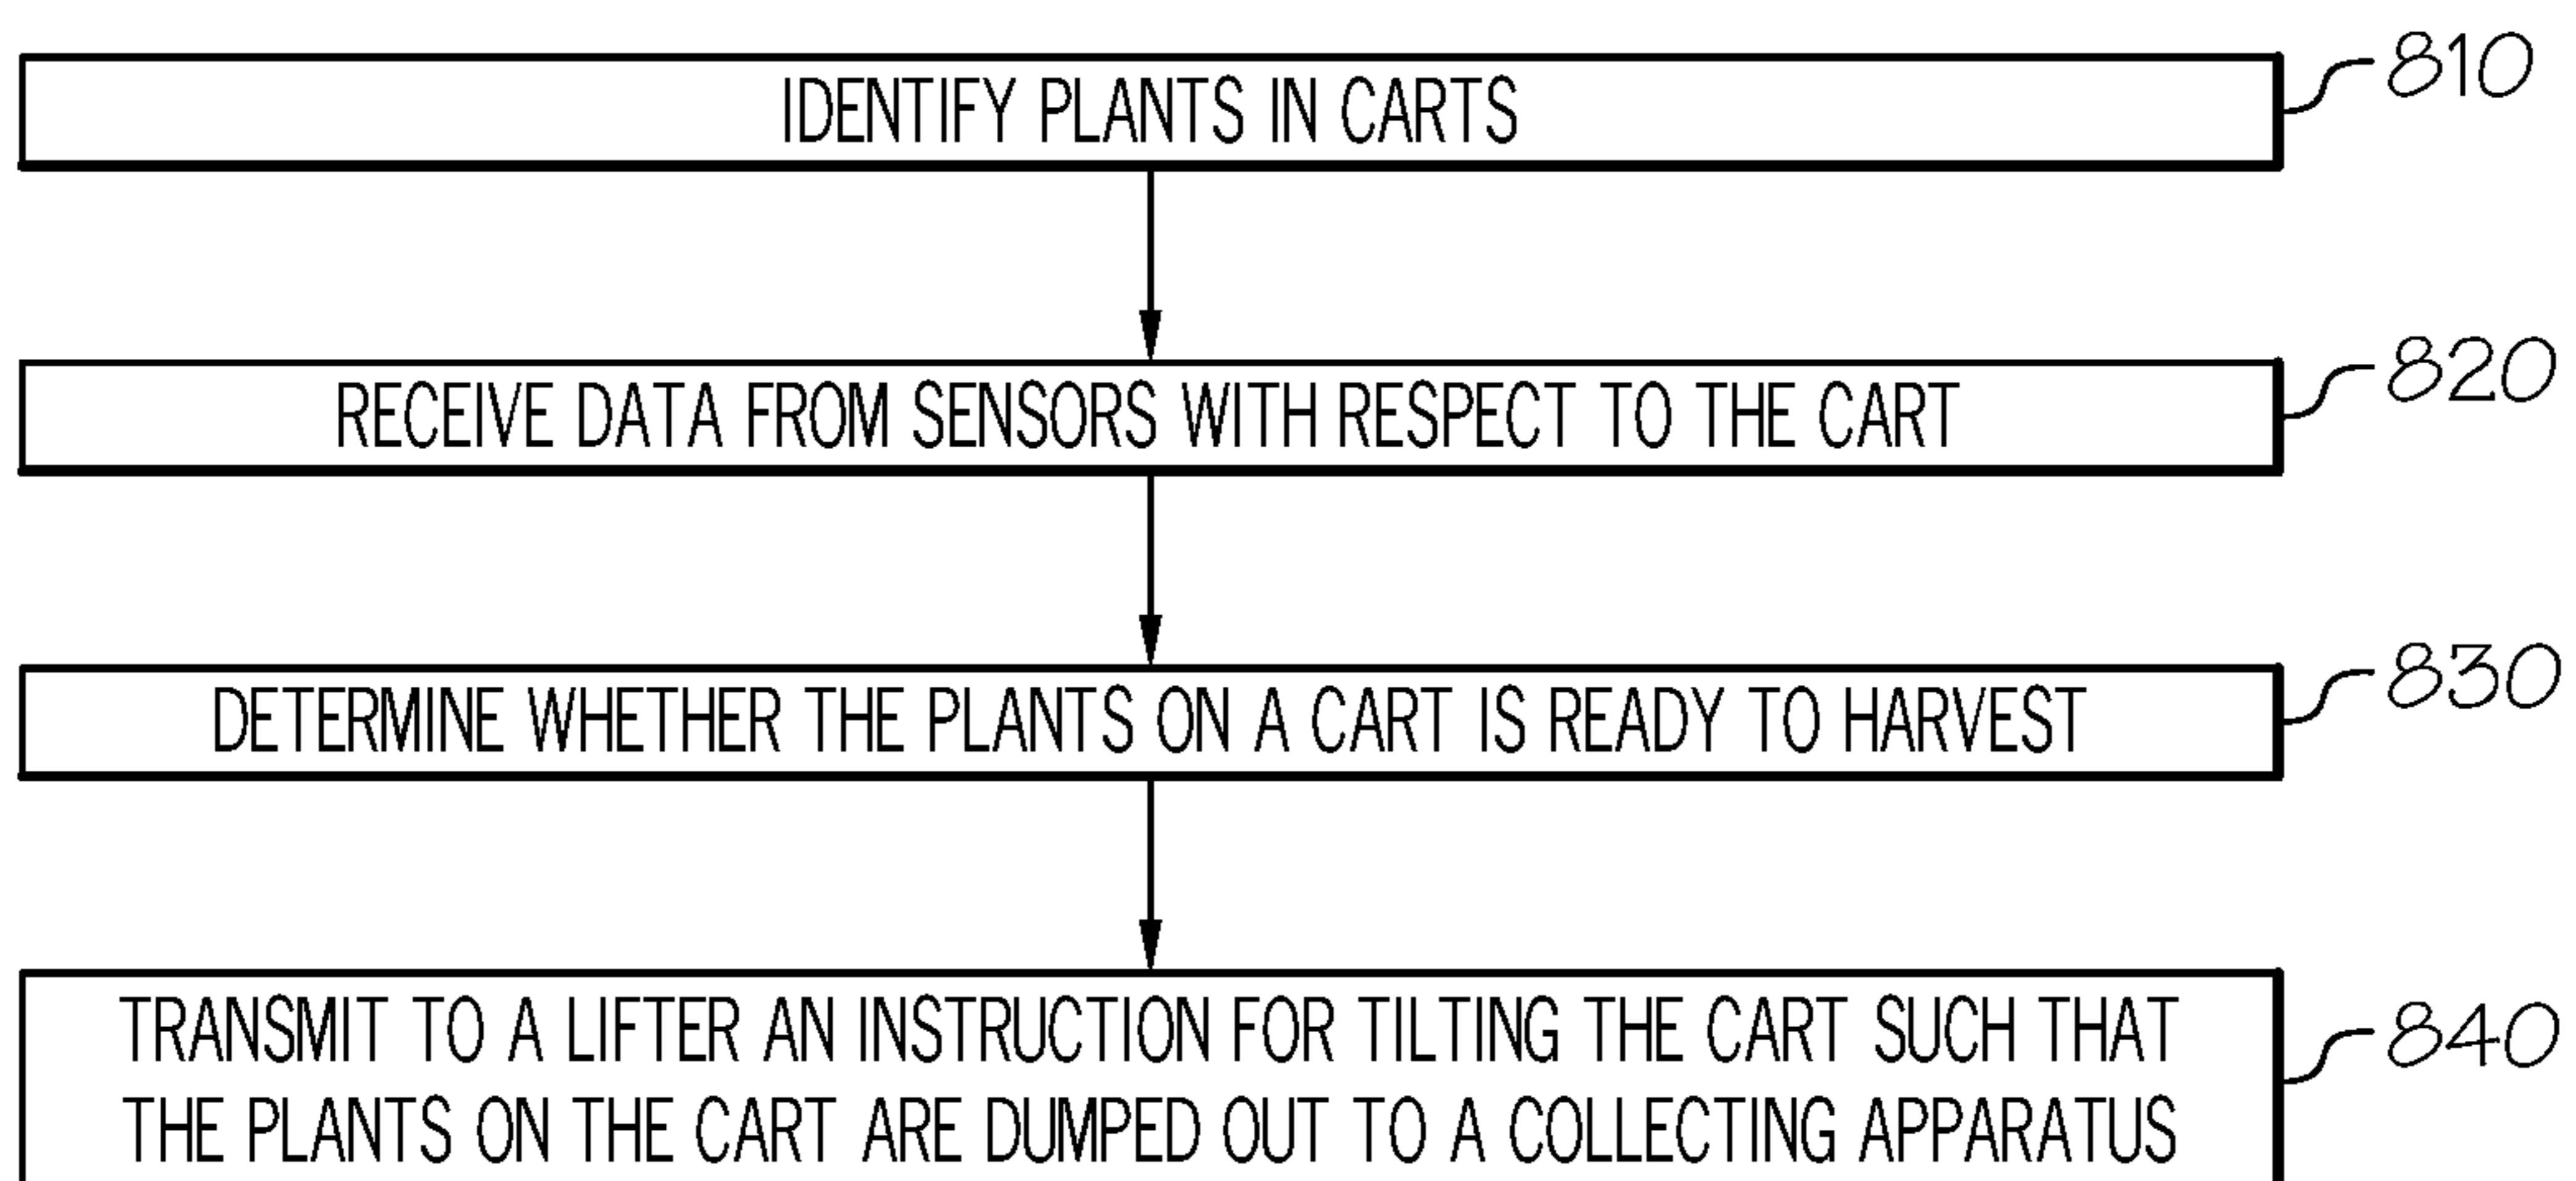 IDENTIFY PLANTS IN CARTS
810
RECEIVE DATA FROM SENSORS WITH RESPECT TO THE CART
820
DETERMINE WHETHER THE PLANTS ON A CART IS READY TO HARVEST
830
TRANSMIT TO A LIFTER AN INSTRUCTION FOR TILTING THE CART SUCH THAT
THE PLANTS ON THE CART ARE DUMPED OUT TO A COLLECTING APPARATUS
840